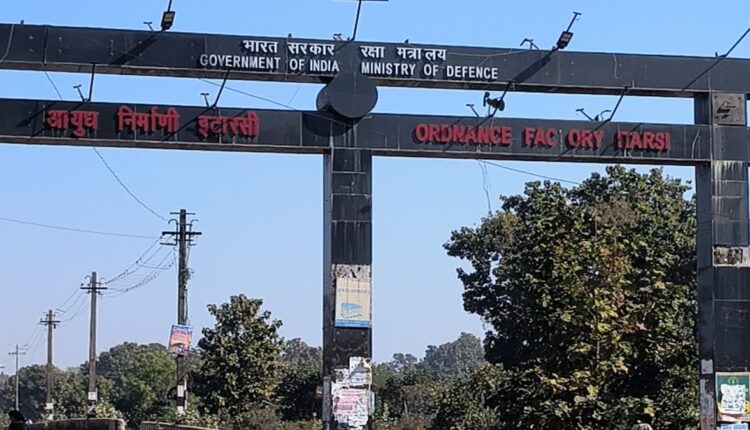 भारत सरकार रक्षा मंत्रालय
GOVERNMENT OF INDIA MINISTRY OF DEFENCE
आयुध निर्माणी इटारसी ORDNANCE FAC ORY ITARSI